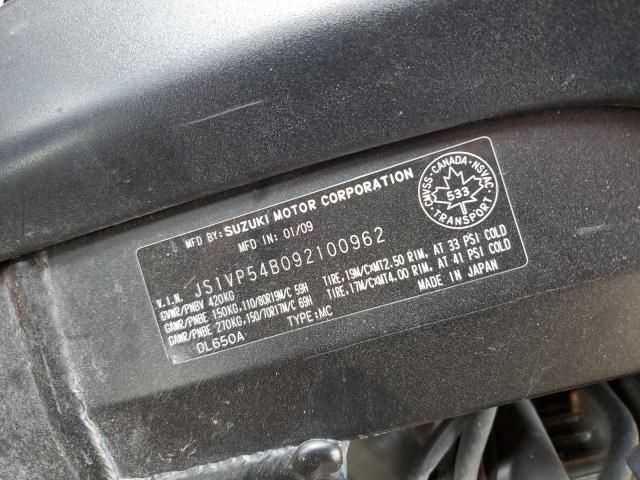 MFD BY: SUZUKI MOTOR CORPORATION
MFD IN: 01/09
V.I.N. JS1VP54B092100962
GVWR/PNBV 420KG
GAWR/PNBE 150KG, 110/80R19M/C 59H TIRE, 19M/C×MT2.50 RIM, AT 33 PSI COLD
GAWR/PNBE 270KG, 150/70R17M/C 69H TIRE, 17M/C×MT4.00 RIM, AT 41 PSI COLD
DL650A TYPE: MC MADE IN JAPAN
CMVSS · CANADA · NSVAC
533
TRANSPORT